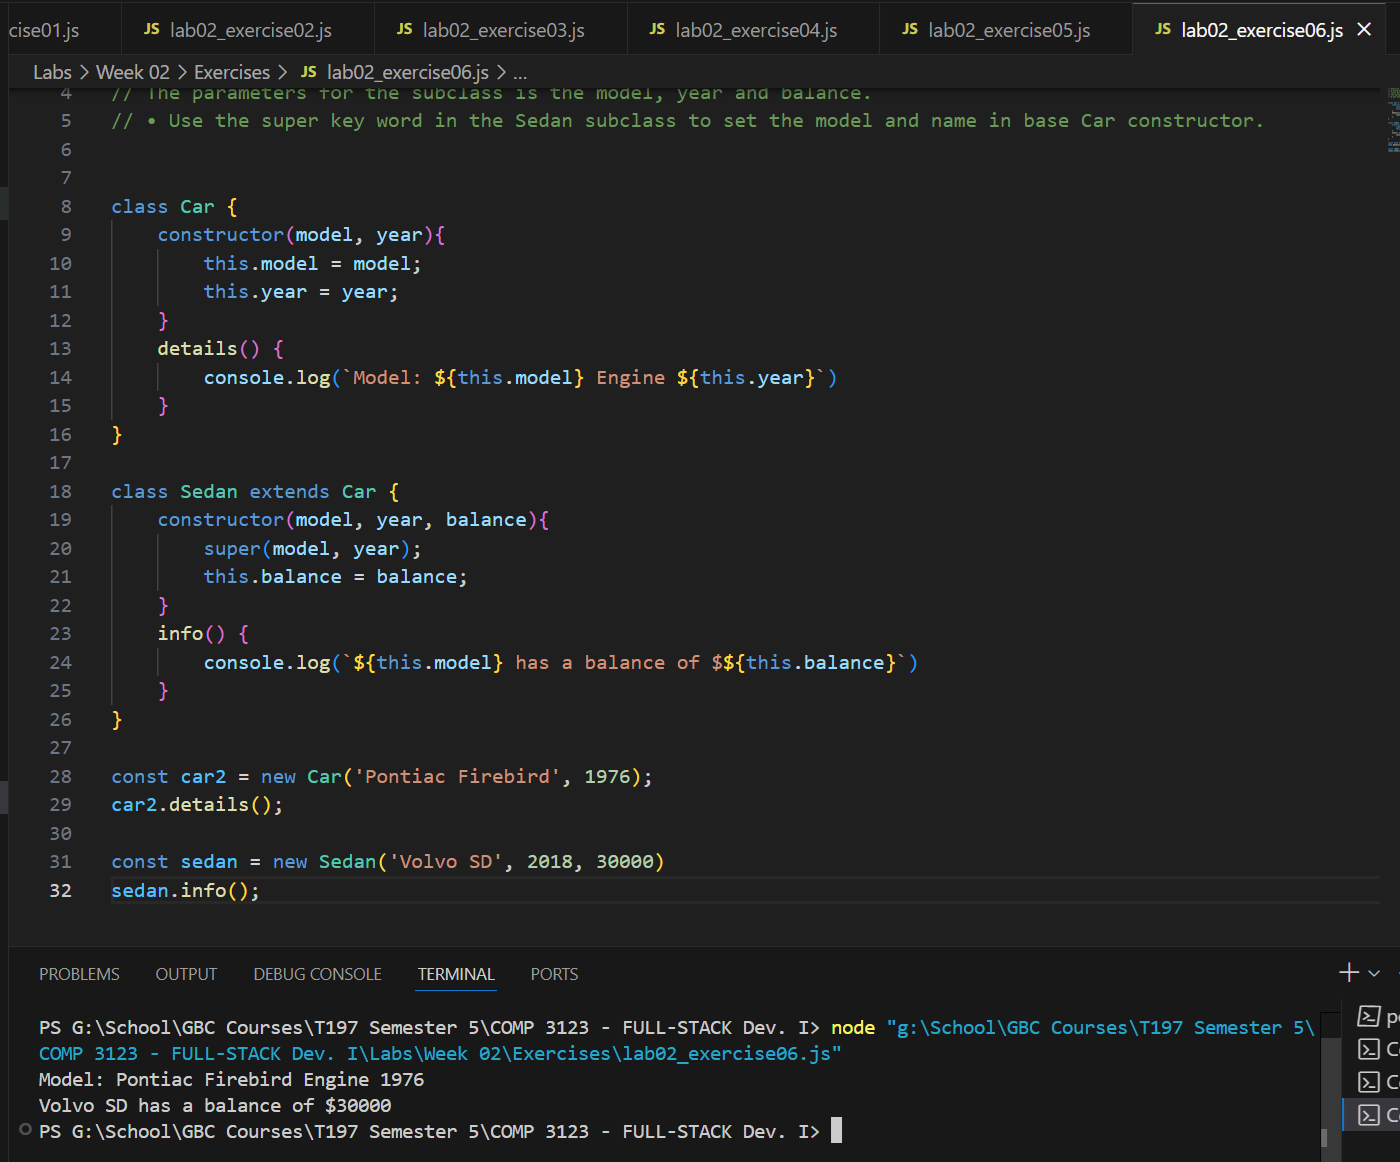 cise01.js JS lab02_exercise02.js JS lab02_exercise03.js JS lab02_exercise04.js JS lab02_exercise05.js JS lab02_exercise06.js
Labs > Week 02 > Exercises > JS lab02_exercise06.js > ...
4 // The parameters for the subclass is the model, year and balance.
5 // • Use the super key word in the Sedan subclass to set the model and name in base Car constructor.
6
7
8 class Car {
9 constructor(model, year){
10 this.model = model;
11 this.year = year;
12 }
13 details() {
14 console.log(`Model: ${this.model} Engine ${this.year}`)
15 }
16 }
17
18 class Sedan extends Car {
19 constructor(model, year, balance){
20 super(model, year);
21 this.balance = balance;
22 }
23 info() {
24 console.log(`${this.model} has a balance of $${this.balance}`)
25 }
26 }
27
28 const car2 = new Car('Pontiac Firebird', 1976);
29 car2.details();
30
31 const sedan = new Sedan('Volvo SD', 2018, 30000)
32 sedan.info();
PROBLEMS OUTPUT DEBUG CONSOLE TERMINAL PORTS
PS G:\School\GBC Courses\T197 Semester 5\COMP 3123 - FULL-STACK Dev. I> node "g:\School\GBC Courses\T197 Semester 5\
COMP 3123 - FULL-STACK Dev. I\Labs\Week 02\Exercises\lab02_exercise06.js"
Model: Pontiac Firebird Engine 1976
Volvo SD has a balance of $30000
PS G:\School\GBC Courses\T197 Semester 5\COMP 3123 - FULL-STACK Dev. I>